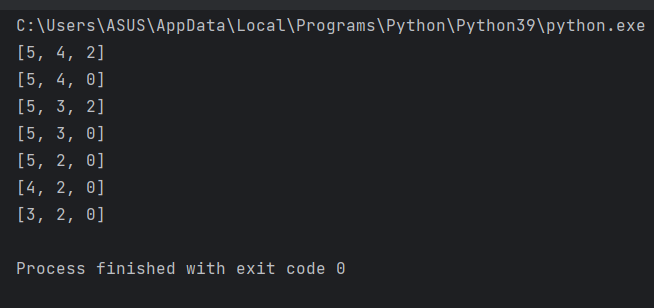 C:\Users\ASUS\AppData\Local\Programs\Python\Python39\python.exe
[5, 4, 2]
[5, 4, 0]
[5, 3, 2]
[5, 3, 0]
[5, 2, 0]
[4, 2, 0]
[3, 2, 0]
Process finished with exit code 0